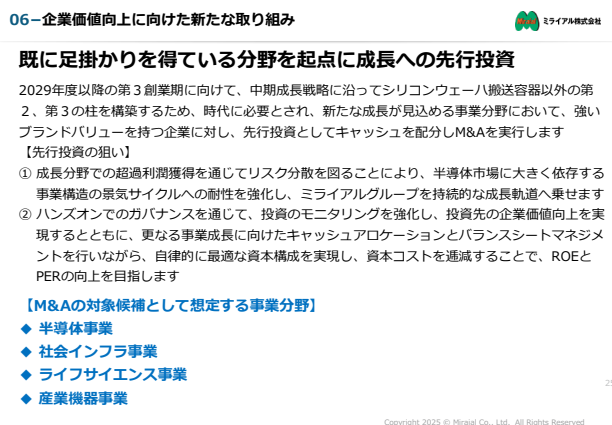 06−企業価値向上に向けた新たな取り組み
Miraial ミライアル株式会社
既に足掛かりを得ている分野を起点に成長への先行投資
2029年度以降の第３創業期に向けて、中期成長戦略に沿ってシリコンウェーハ搬送容器以外の第
２、第３の柱を構築するため、時代に必要とされ、新たな成長が見込める事業分野において、強い
ブランドバリューを持つ企業に対し、先行投資としてキャッシュを配分しM&Aを実行します
【先行投資の狙い】
① 成長分野での超過利潤獲得を通じてリスク分散を図ることにより、半導体市場に大きく依存する
事業構造の景気サイクルへの耐性を強化し、ミライアルグループを持続的な成長軌道へ乗せます
② ハンズオンでのガバナンスを通じて、投資のモニタリングを強化し、投資先の企業価値向上を実
現するとともに、更なる事業成長に向けたキャッシュアロケーションとバランスシートマネジメ
ントを行いながら、自律的に最適な資本構成を実現し、資本コストを逓減することで、ROEと
PERの向上を目指します
【M&Aの対象候補として想定する事業分野】
◆ 半導体事業
◆ 社会インフラ事業
◆ ライフサイエンス事業
◆ 産業機器事業
Copyright 2025 © Miraial Co., Ltd. All Rights Reserved